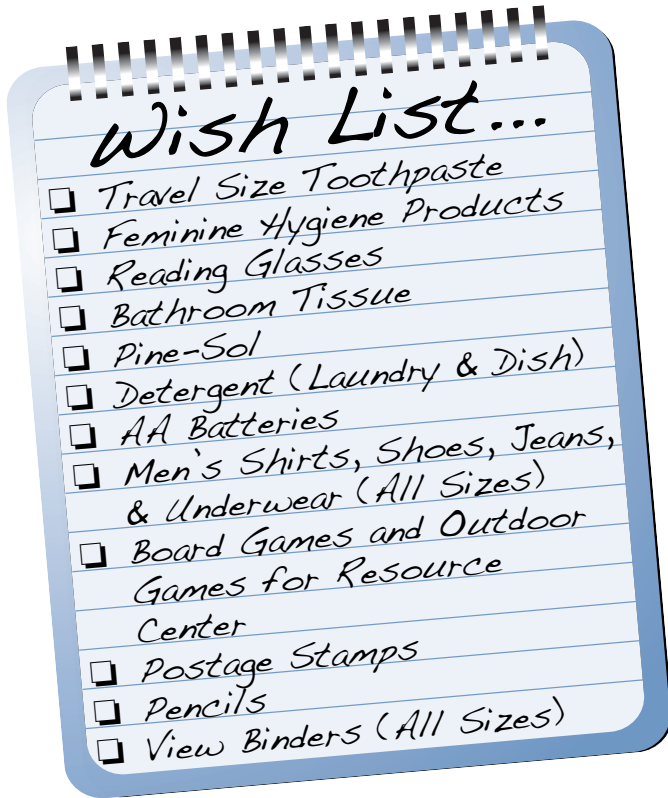 Wish List...
Travel Size Toothpaste
Feminine Hygiene Products
Reading Glasses
Bathroom Tissue
Pine-Sol
Detergent (Laundry & Dish)
AA Batteries
Men's Shirts, Shoes, Jeans,
& Underwear (All Sizes)
Board Games and Outdoor
Games for Resource
Center
Postage Stamps
Pencils
View Binders (All Sizes)